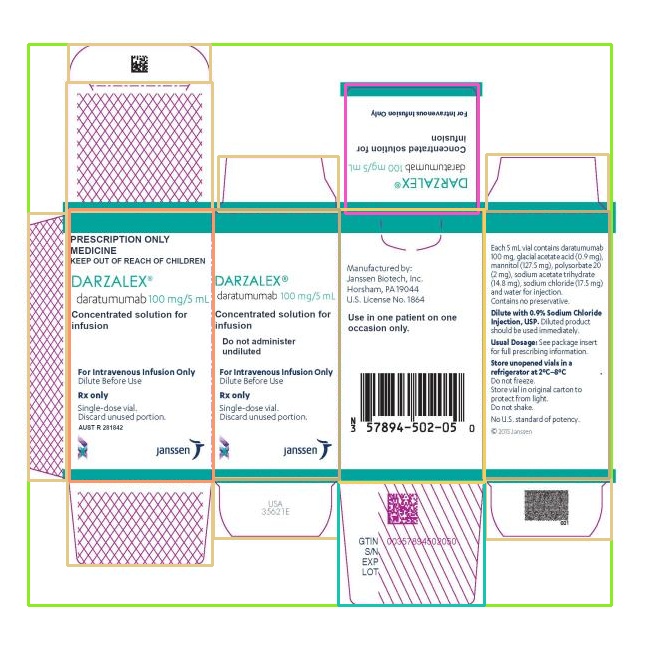 For Intravenous Infusion Only
Concentrated solution for
infusion
daratumumab 100 mg/5 mL
DARZALEX®
PRESCRIPTION ONLY
MEDICINE
KEEP OUT OF REACH OF CHILDREN
DARZALEX®
daratumumab 100 mg/5 mL
Concentrated solution for
infusion
For Intravenous Infusion Only
Dilute Before Use
Rx only
Single-dose vial.
Discard unused portion.
AUST R 281842
janssen
DARZALEX®
daratumumab 100 mg/5 mL
Concentrated solution for
infusion
Do not administer
undiluted
For Intravenous Infusion Only
Dilute Before Use
Rx only
Single-dose vial.
Discard unused portion.
janssen
Manufactured by:
Janssen Biotech, Inc.
Horsham, PA 19044
U.S. License No. 1864
Use in one patient on one
occasion only.
N
3 57894-502-05 0
Each 5 mL vial contains daratumumab
100 mg, glacial acetate acid (0.9 mg),
mannitol (127.5 mg), polysorbate 20
(2 mg), sodium acetate trihydrate
(14.8 mg), sodium chloride (17.5 mg)
and water for injection.
Contains no preservative.
Dilute with 0.9% Sodium Chloride
Injection, USP. Diluted product
should be used immediately.
Usual Dosage: See package insert
for full prescribing information.
Store unopened vials in a
refrigerator at 2°C–8°C
Do not freeze.
Store vial in original carton to
protect from light.
Do not shake.
No U.S. standard of potency.
© 2015 Janssen
USA
35621E
GTIN 00357894502050
S/N
EXP
LOT
001